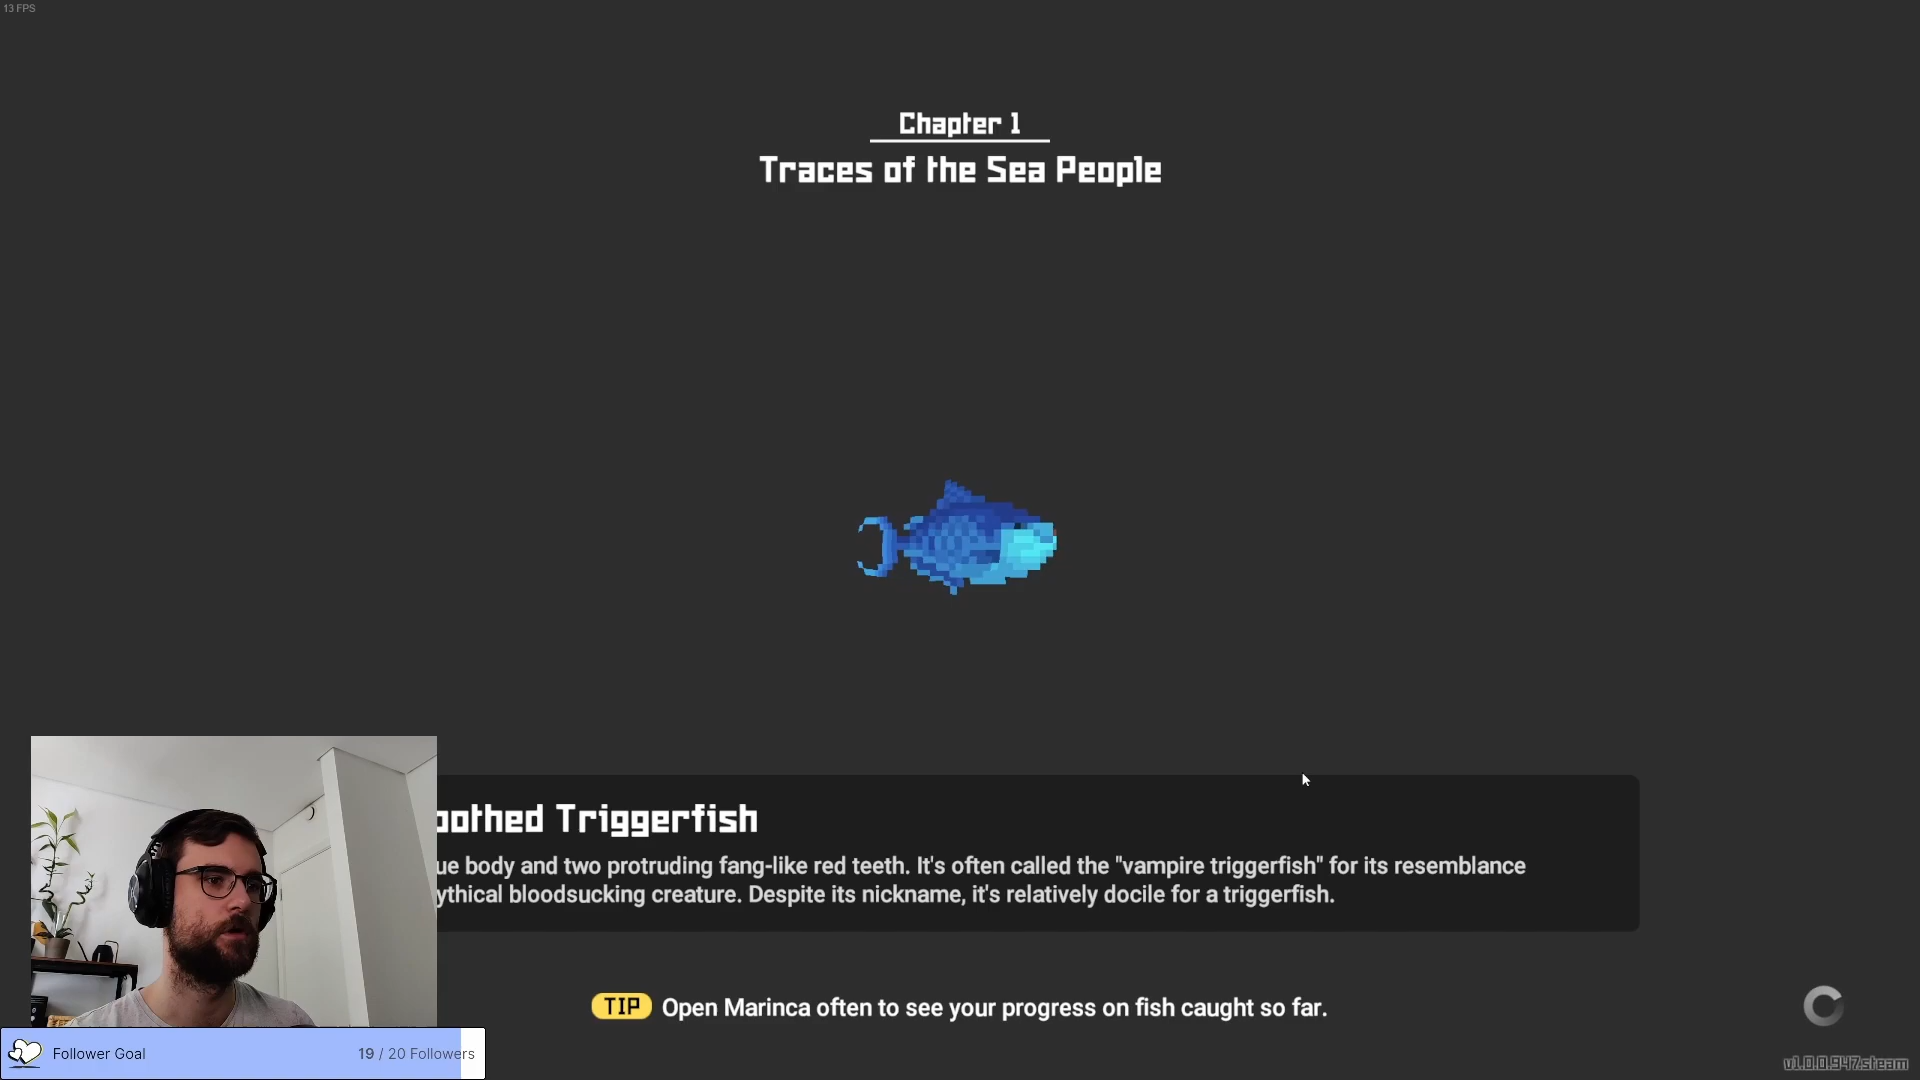 13 FPS
Chapter 1
Traces of the Sea People
Triggerfish
body and two protruding fang-like red teeth. It's often called the "vampire triggerfish" for its resemblance
bloodsucking creature. Despite its nickname, it's relatively docile for a triggerfish.
TIP Open Marinca often to see your progress on fish caught so far.
Follower Goal 19 / 20 Followers
v1.0.0.947.steam